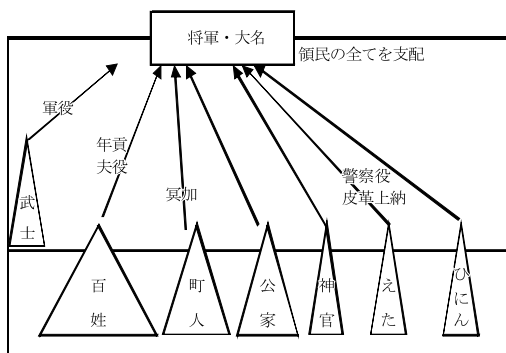 将軍・大名
領民の全てを支配
軍役
年貢
夫役
冥加
警察役
皮革上納
武士
百姓
町人
公家
神官
えた
ひにん